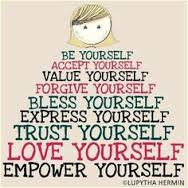 BE YOURSELF
ACCEPT YOURSELF
VALUE YOURSELF
FORGIVE YOURSELF
BLESS YOURSELF
EXPRESS YOURSELF
TRUST YOURSELF
LOVE YOURSELF
EMPOWER YOURSELF
©LUPYTHA HERMIN